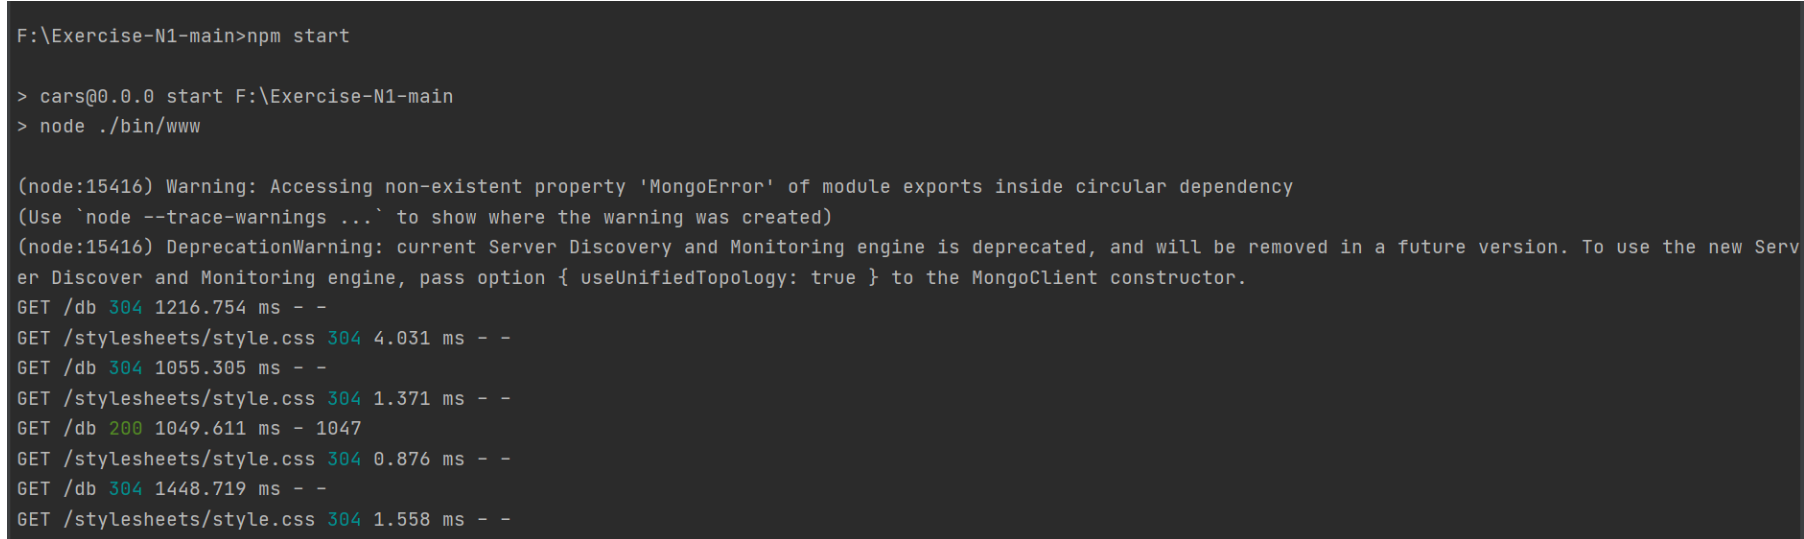 F:\Exercise-N1-main>npm start
> cars@0.0.0 start F:\Exercise-N1-main
> node ./bin/www
(node:15416) Warning: Accessing non-existent property 'MongoError' of module exports inside circular dependency
(Use `node --trace-warnings ...` to show where the warning was created)
(node:15416) DeprecationWarning: current Server Discovery and Monitoring engine is deprecated, and will be removed in a future version. To use the new Serv
er Discover and Monitoring engine, pass option { useUnifiedTopology: true } to the MongoClient constructor.
GET /db 304 1216.754 ms - -
GET /stylesheets/style.css 304 4.031 ms - -
GET /db 304 1055.305 ms - -
GET /stylesheets/style.css 304 1.371 ms - -
GET /db 200 1049.611 ms - 1047
GET /stylesheets/style.css 304 0.876 ms - -
GET /db 304 1448.719 ms - -
GET /stylesheets/style.css 304 1.558 ms - -